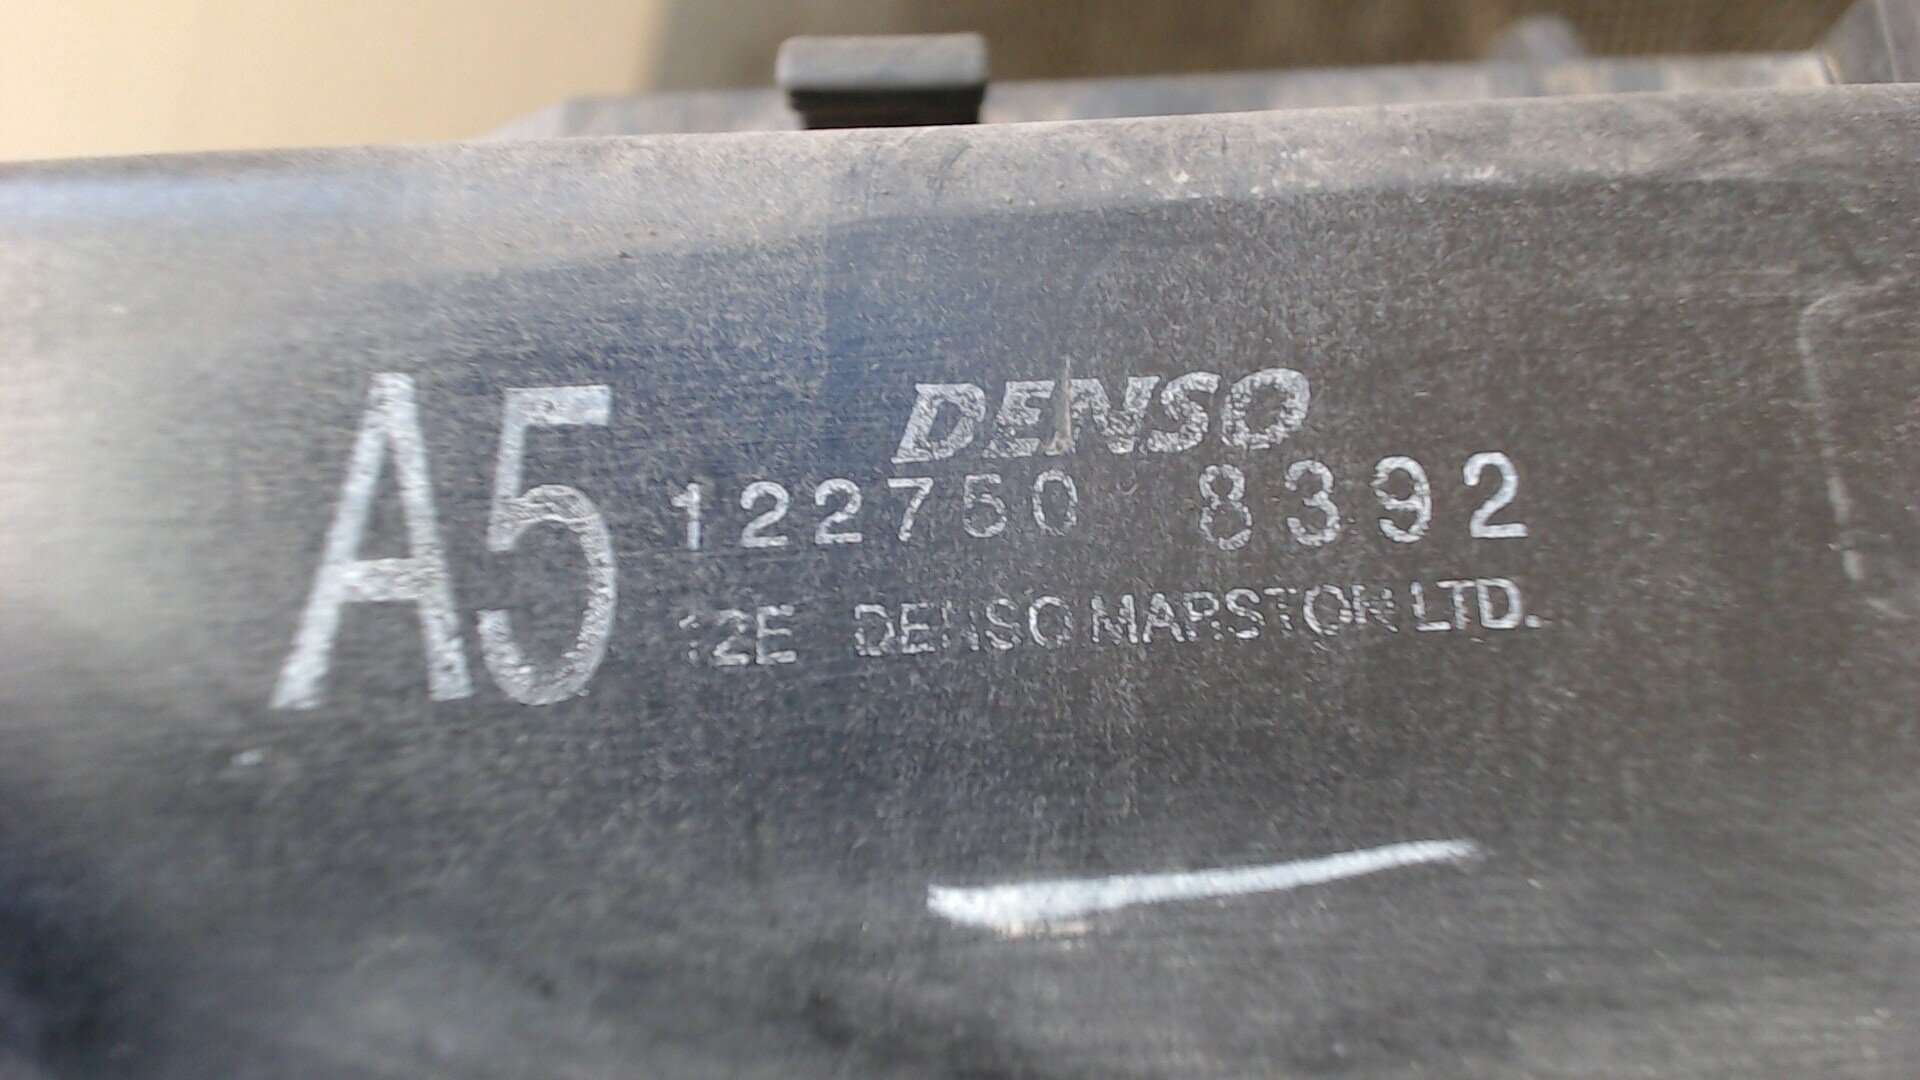 A5
DENSO
122750 8392
12E DENSO MARSTON LTD.